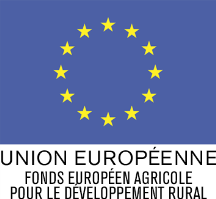 UNION EUROPÉENNE
FONDS EUROPÉEN AGRICOLE
POUR LE DÉVELOPPEMENT RURAL